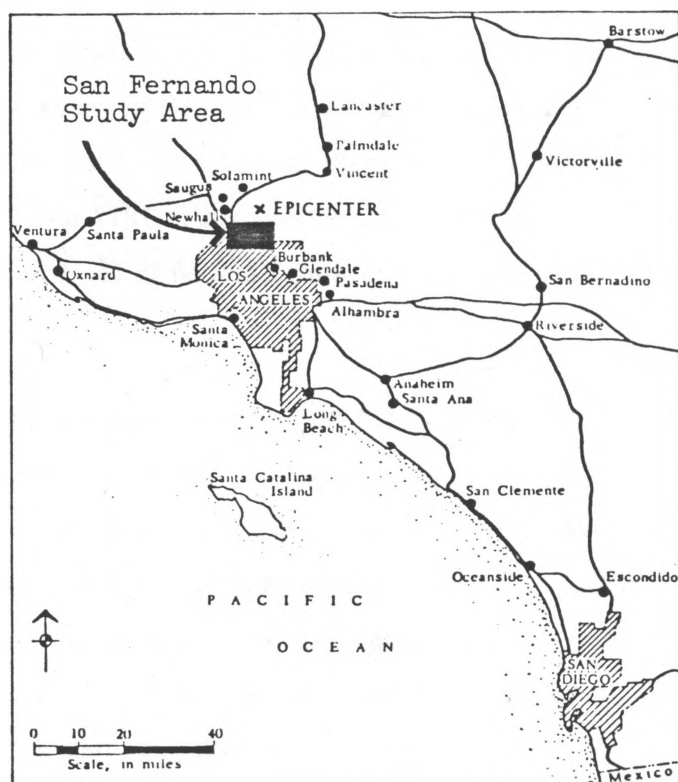 Barstow
San Fernando
Study Area
Lancaster
Palmdale
Vincent
Victorville
Solamint
Saugus
Newhall
x EPICENTER
Ventura
Santa Paula
Oxnard
Burbank
Glendale
Pasadena
LOS
ANGELES
Alhambra
San Bernadino
Riverside
Santa
Monica
Anaheim
Santa Ana
Long
Beach
Santa Catalina
Island
San Clemente
Oceanside
Escondido
PACIFIC
OCEAN
SAN
DIEGO
0 10 20 40
Scale, in miles
Mexico